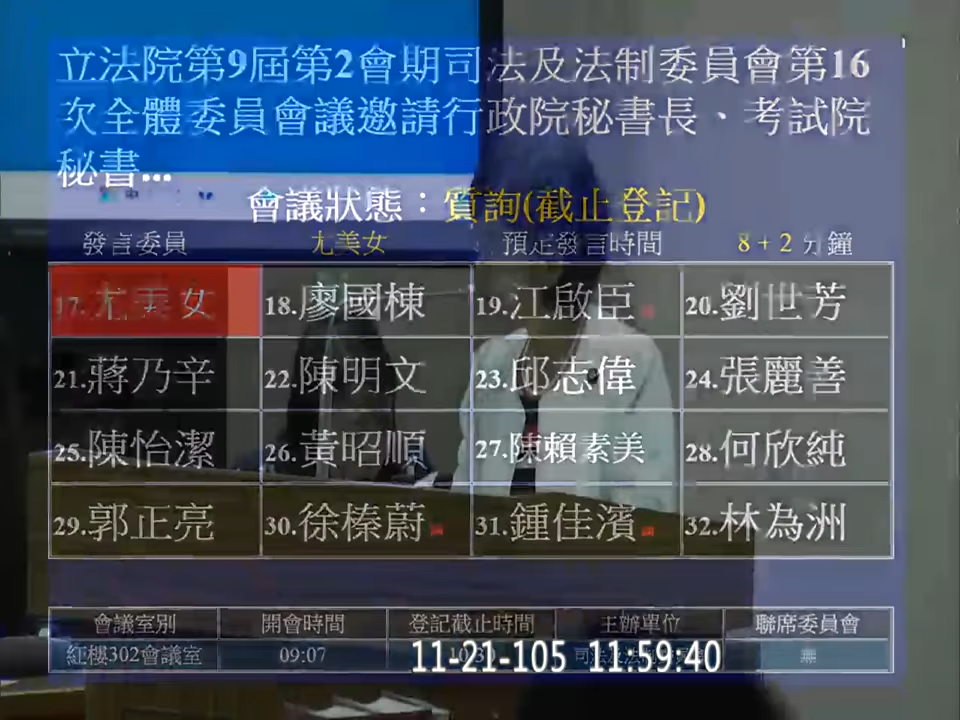 立法院第9屆第2會期司法及法制委員會第16
次全體委員會議邀請行政院秘書長、考試院
秘書...
會議狀態：質詢(截止登記)
發言委員 尤美女 預定發言時間 8 + 2 分鐘
17.尤美女 18.廖國棟 19.江啟臣 20.劉世芳
21.蔣乃辛 22.陳明文 23.邱志偉 24.張麗善
25.陳怡潔 26.黃昭順 27.陳賴素美 28.何欣純
29.郭正亮 30.徐榛蔚 31.鍾佳濱 32.林為洲
會議室別 開會時間 登記截止時間 主辦單位 聯席委員會
紅樓302會議室 09:07 無
11-21-105 11:59:40